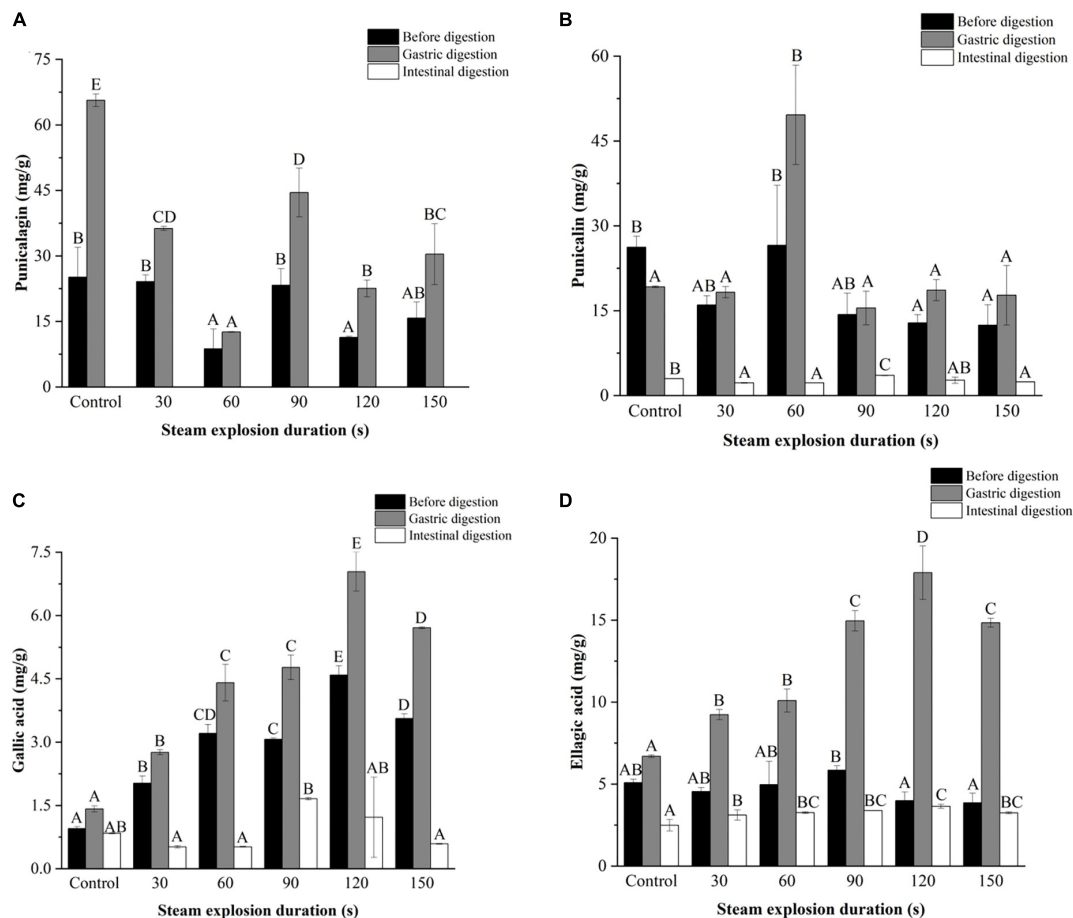 A
Before digestion
Gastric digestion
Intestinal digestion
75
60
45
30
15
0
Punicalagin (mg/g)
B
E
B
CD
A
A
B
D
A
B
AB
BC
Control
30
60
90
120
150
Steam explosion duration (s)
B
Before digestion
Gastric digestion
Intestinal digestion
60
45
30
15
0
Punicalin (mg/g)
B
A
B
AB
A
A
B
B
A
AB
A
C
A
A
AB
A
A
A
Control
30
60
90
120
150
Steam explosion duration (s)
C
Before digestion
Gastric digestion
Intestinal digestion
7.5
6.0
4.5
3.0
1.5
0.0
Gallic acid (mg/g)
A
A
AB
B
B
A
CD
C
A
C
C
B
E
E
AB
D
D
A
Control
30
60
90
120
150
Steam explosion duration (s)
D
Before digestion
Gastric digestion
Intestinal digestion
20
15
10
5
0
Ellagic acid (mg/g)
AB
A
A
AB
B
B
AB
B
BC
B
C
BC
A
D
C
A
C
BC
Control
30
60
90
120
150
Steam explosion duration (s)